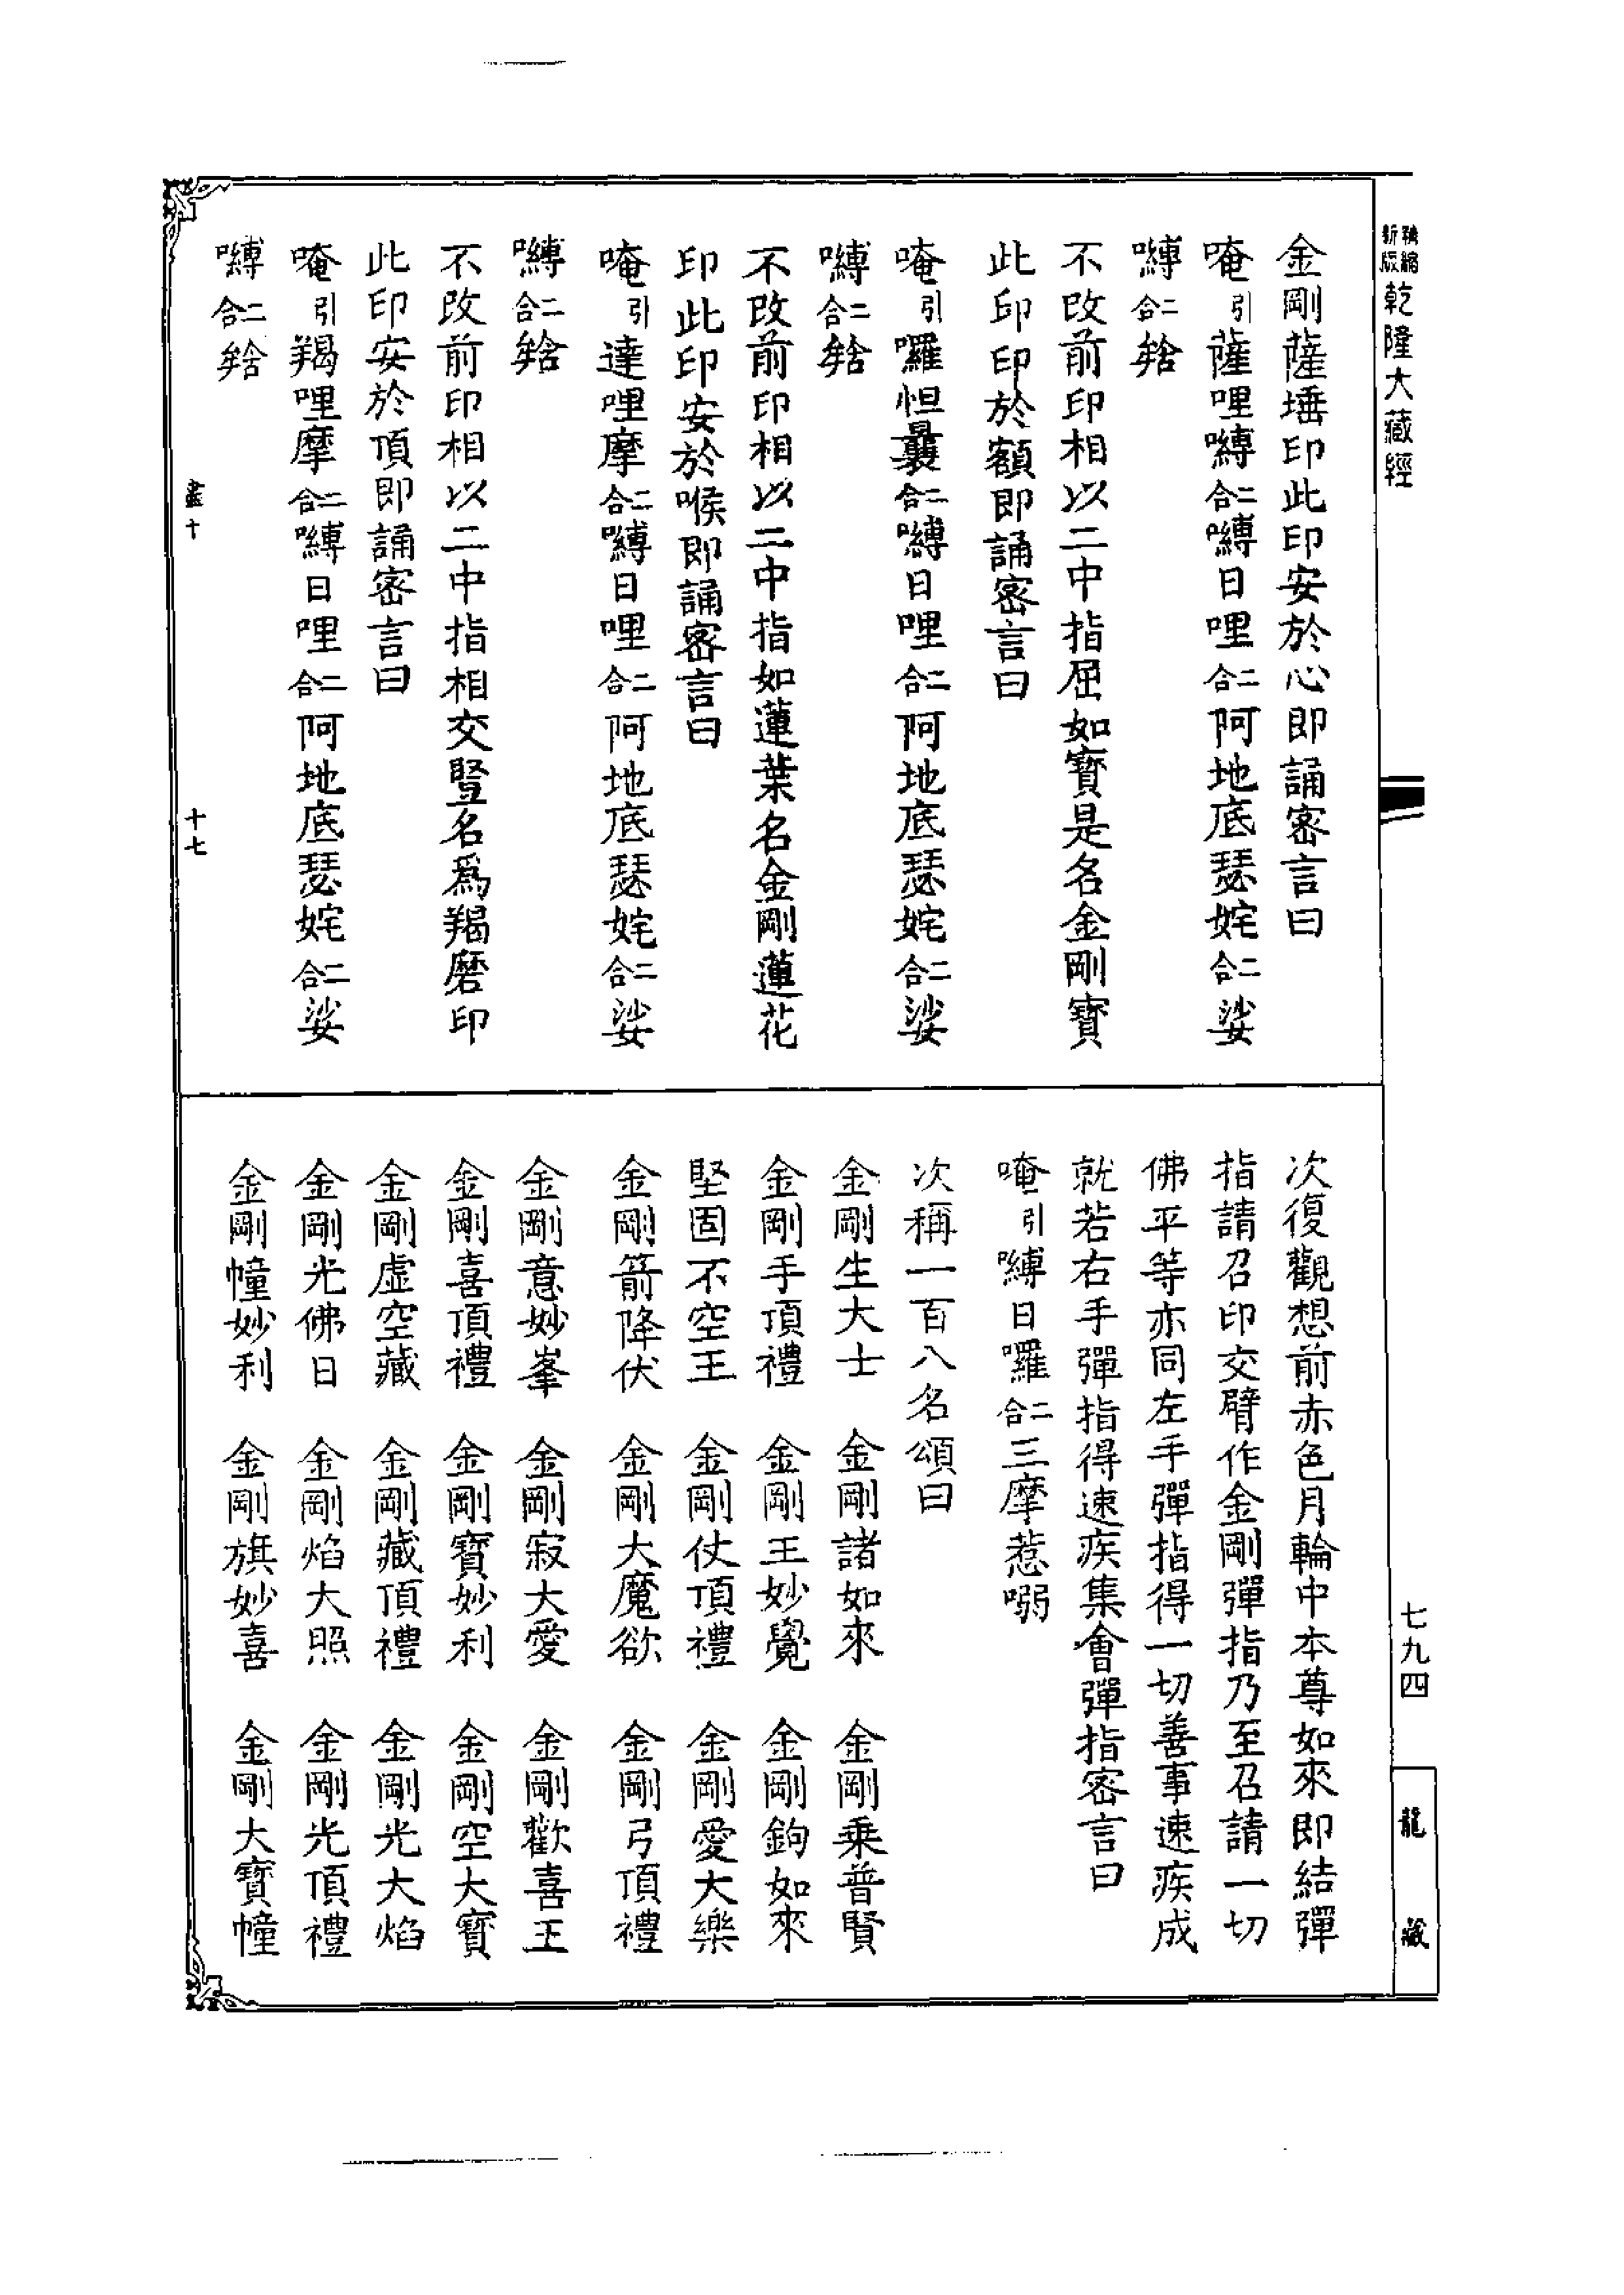 新版
精縮
乾隆大藏經
金剛薩埵印此印安於心即誦密言曰
唵引薩哩嚩二合嚩日哩二合阿地底瑟姹二合娑
嚩二合𤚥
不改前印相以二中指屈如寶是名金剛寶
此印印於額即誦密言曰
唵引囉怛曩二合嚩日哩二合阿地底瑟姹二合娑
嚩二合𤚥
不改前印相以二中指如蓮葉名金剛蓮花
印此印安於喉即誦密言曰
唵引達哩摩二合嚩日哩二合阿地底瑟姹二合娑
嚩二合𤚥
不改前印相以二中指相交豎名為羯磨印
此印安於頂即誦密言曰
唵引羯哩摩二合嚩日哩二合阿地底瑟姹二合娑
嚩二合𤚥
盡十
十七
次復觀想前赤色月輪中本尊如來即結彈
指請召印交臂作金剛彈指乃至召請一切
佛平等亦同左手彈指得一切善事速疾成
就若右手彈指得速疾集會彈指密言曰
唵引嚩日囉二合三摩惹嘚
次稱一百八名頌曰
金剛生大士 金剛諸如來 金剛乗普賢
金剛手頂禮 金剛王妙覺 金剛鉤如來
堅固不空王 金剛仗頂禮 金剛愛大樂
金剛箭降伏 金剛大魔欲 金剛弓頂禮
金剛意妙峯 金剛寂大愛 金剛歡喜王
金剛喜頂禮 金剛寶妙利 金剛空大寶
金剛虛空藏 金剛藏頂禮 金剛光大焰
金剛光佛日 金剛焰大照 金剛光頂禮
金剛幢妙利 金剛旗妙喜 金剛大寶幢
七九四
龍藏